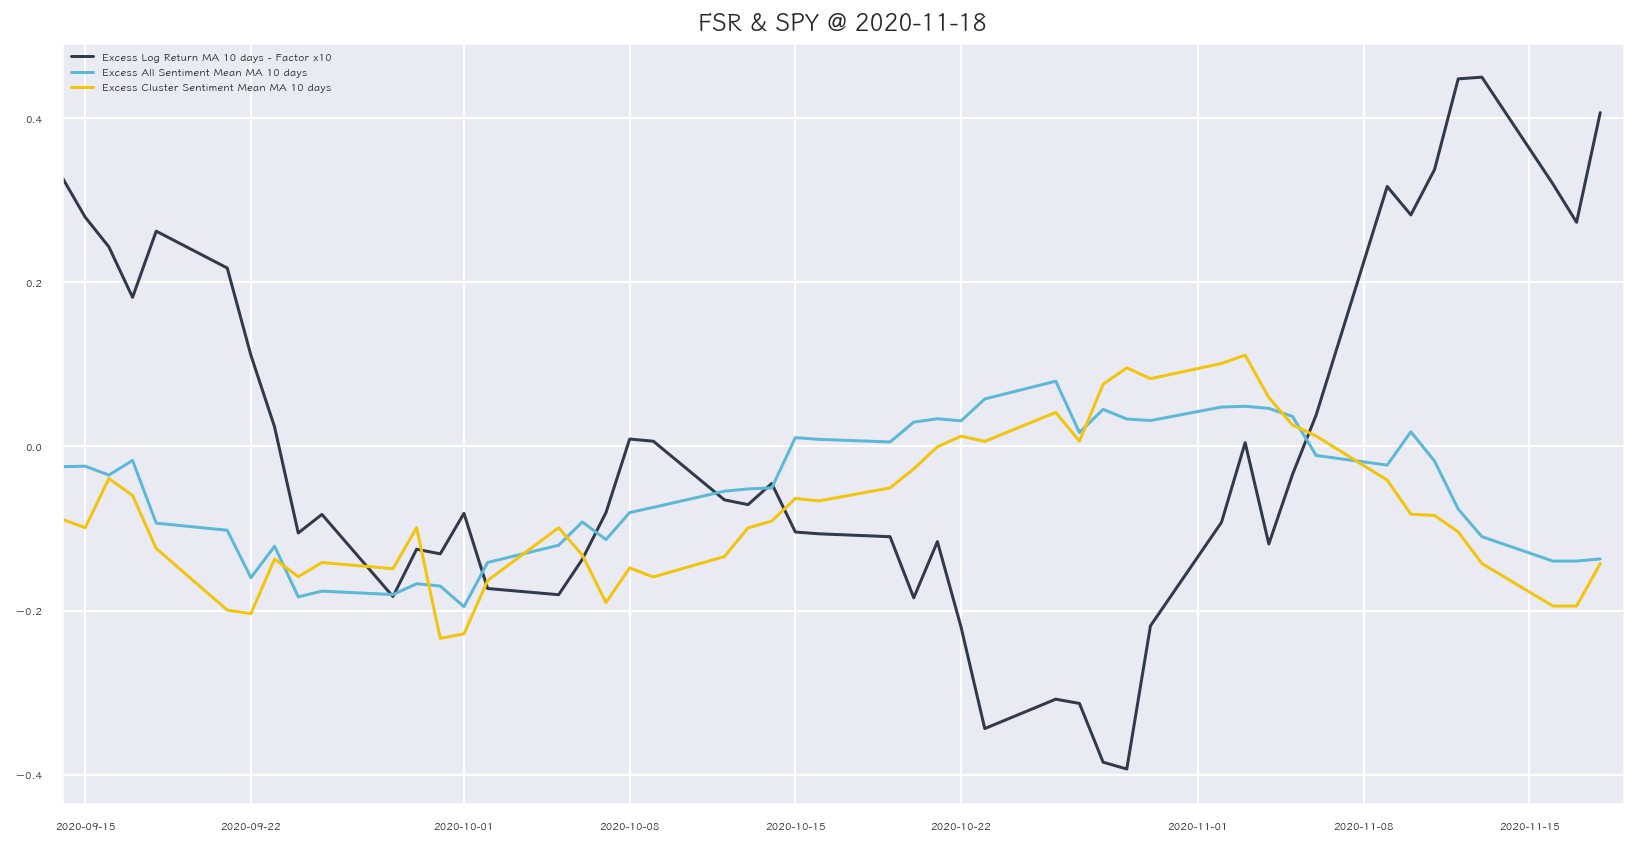 FSR & SPY @ 2020-11-18
Excess Log Return MA 10 days - Factor x10
Excess All Sentiment Mean MA 10 days
Excess Cluster Sentiment Mean MA 10 days
0.4
0.2
0.0
−0.2
−0.4
2020-09-15 2020-09-22 2020-10-01 2020-10-08 2020-10-15 2020-10-22 2020-11-01 2020-11-08 2020-11-15